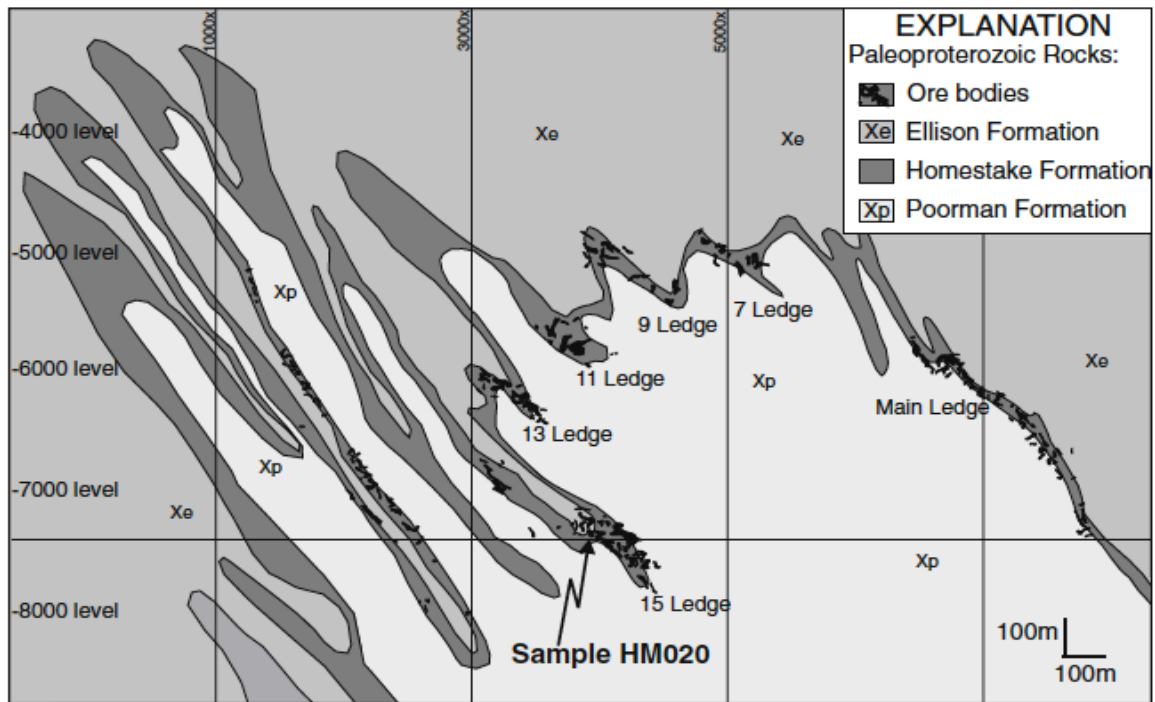 1000x
3000x
5000x
EXPLANATION
Paleoproterozoic Rocks:
Ore bodies
Xe Ellison Formation
Homestake Formation
Xp Poorman Formation
Xe
Xe
-4000 level
-5000 level
Xp
9 Ledge
7 Ledge
-6000 level
11 Ledge
Xp
Xe
Main Ledge
13 Ledge
Xp
-7000 level
Xe
Xp
-8000 level
15 Ledge
Sample HM020
100m
100m